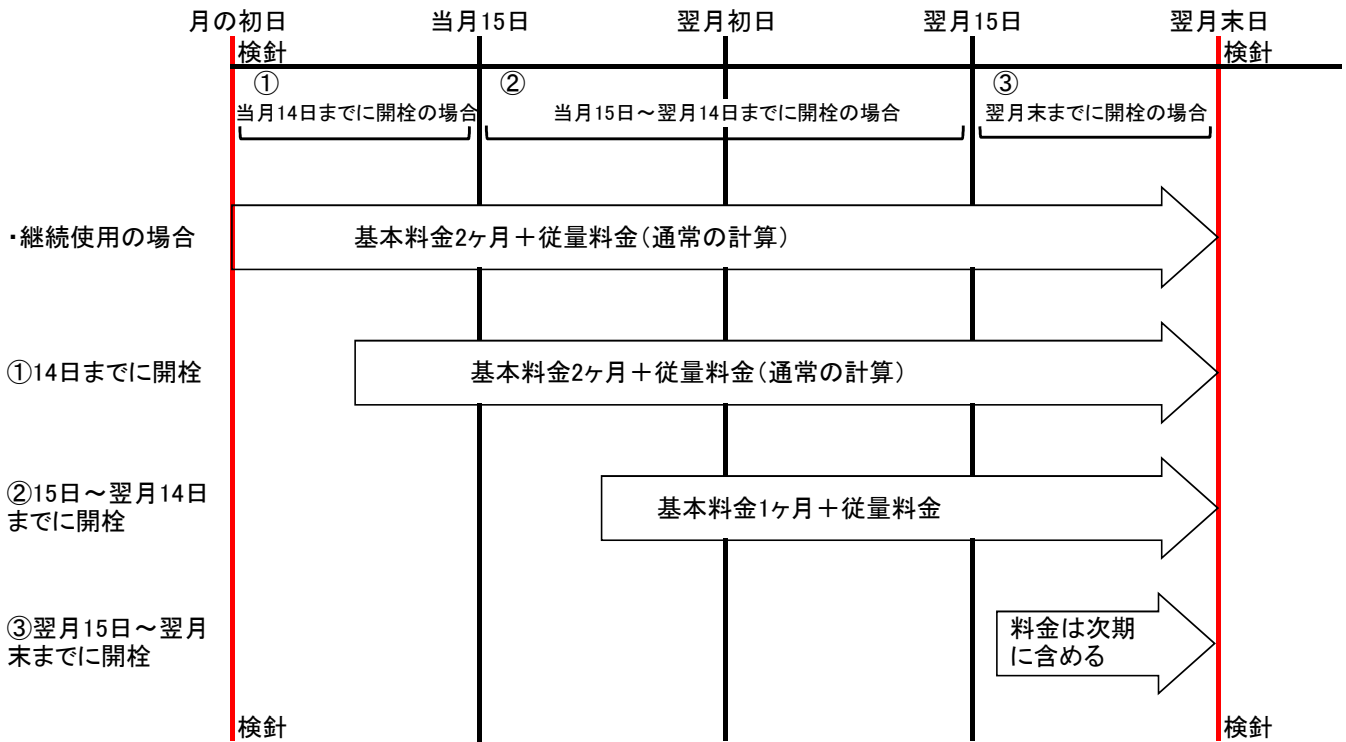 月の初日
当月15日
翌月初日
翌月15日
翌月末日
検針
検針
①
②
③
当月14日までに開栓の場合
当月15日～翌月14日までに開栓の場合
翌月末までに開栓の場合
・継続使用の場合
基本料金2ヶ月＋従量料金（通常の計算）
①14日までに開栓
基本料金2ヶ月＋従量料金（通常の計算）
②15日～翌月14日
までに開栓
基本料金1ヶ月＋従量料金
③翌月15日～翌月
末までに開栓
料金は次期
に含める
検針
検針